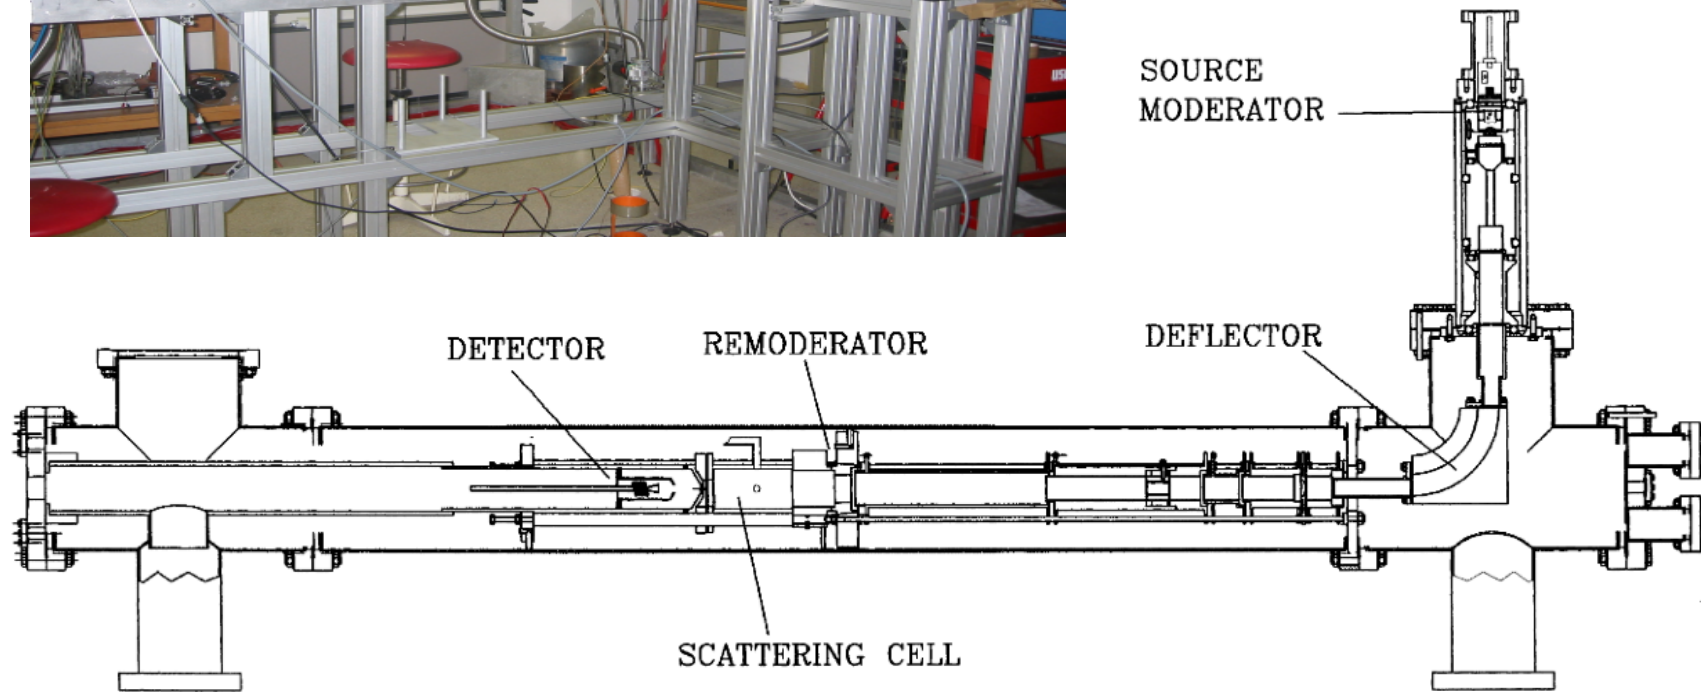 SOURCE
MODERATOR
DETECTOR
REMODERATOR
DEFLECTOR
SCATTERING CELL